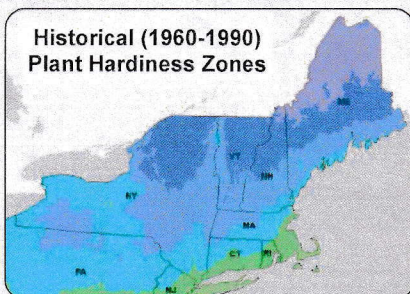 Historical (1960-1990)
Plant Hardiness Zones
ME
VT
NH
NY
MA
CT
RI
PA
NJ